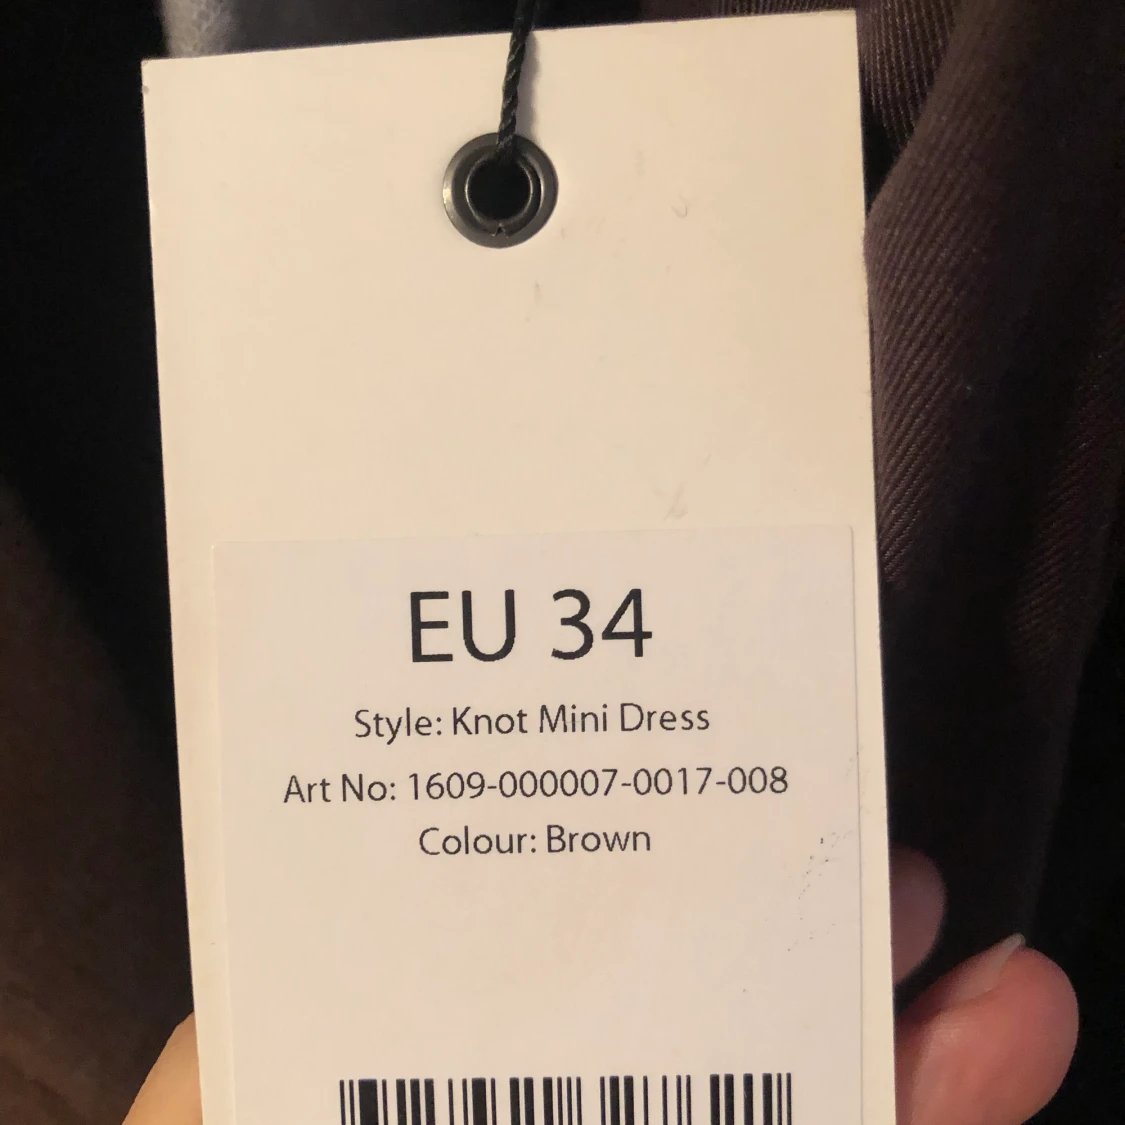 EU 34
Style: Knot Mini Dress
Art No: 1609-000007-0017-008
Colour: Brown